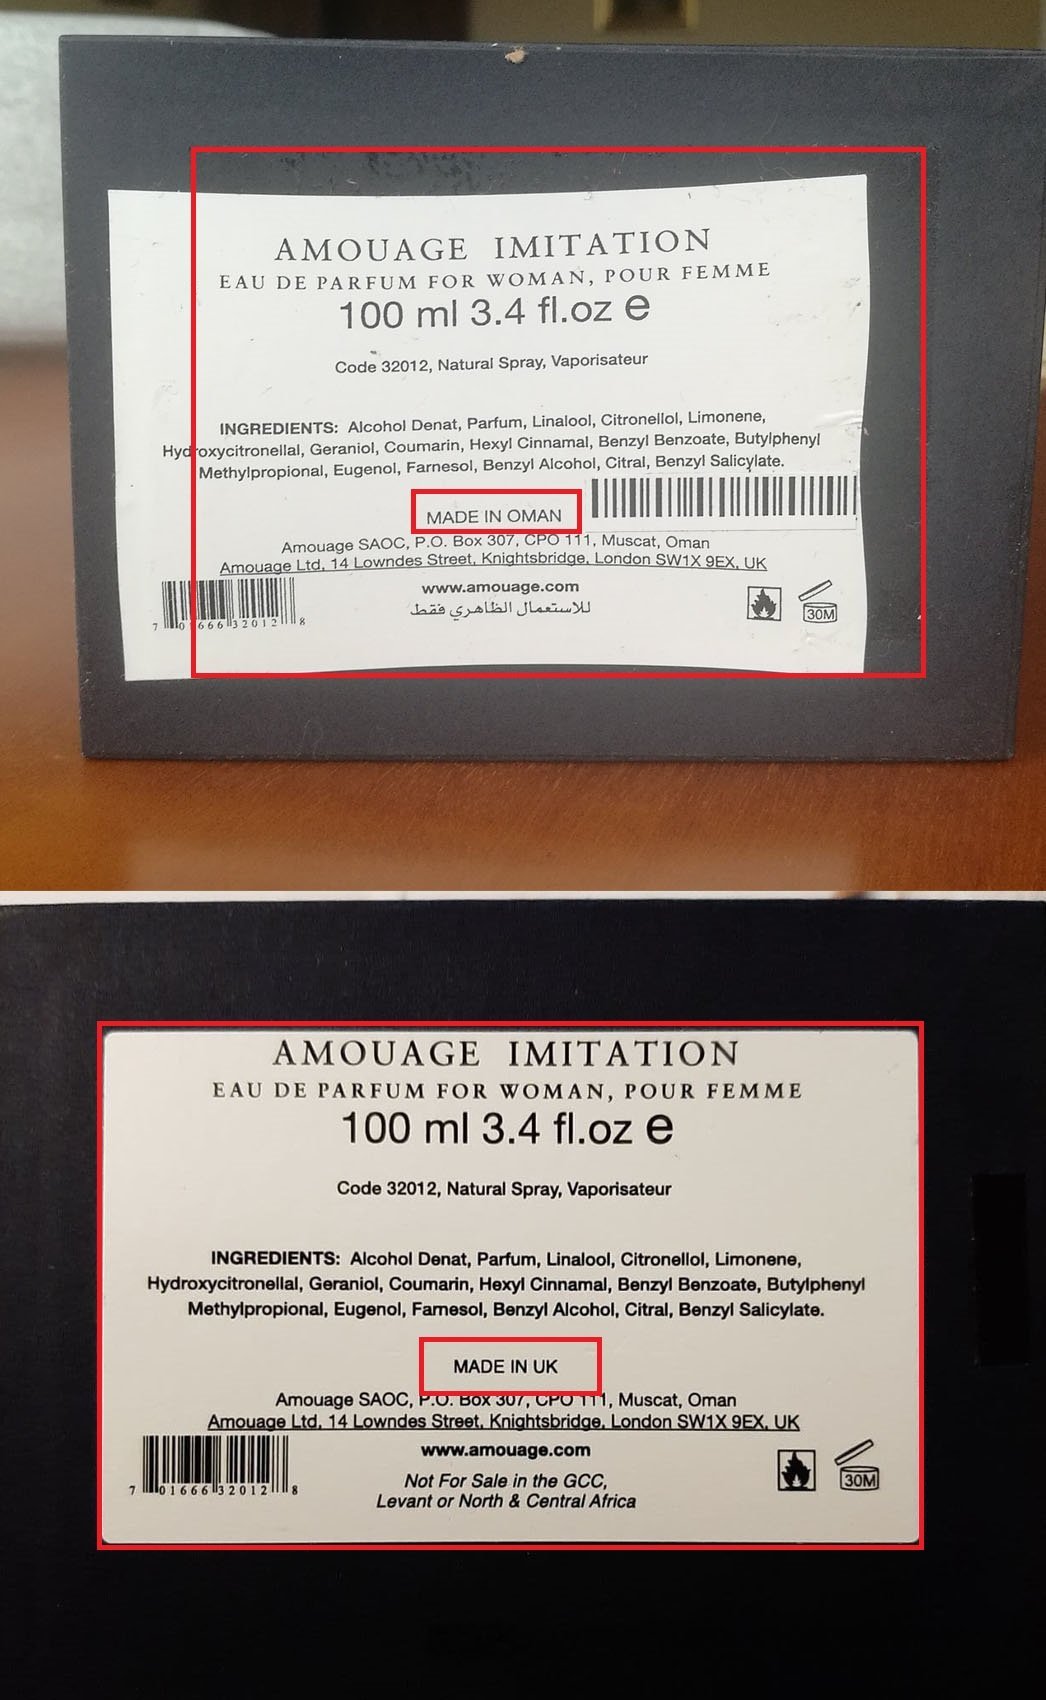 AMOUAGE IMITATION
EAU DE PARFUM FOR WOMAN, POUR FEMME
100 ml 3.4 fl.oz e
Code 32012, Natural Spray, Vaporisateur
INGREDIENTS: Alcohol Denat, Parfum, Linalool, Citronellol, Limonene,
Hydroxycitronellal, Geraniol, Coumarin, Hexyl Cinnamal, Benzyl Benzoate, Butylphenyl
Methylpropional, Eugenol, Farnesol, Benzyl Alcohol, Citral, Benzyl Salicylate.
MADE IN OMAN
Amouage SAOC, P.O. Box 307, CPO 111, Muscat, Oman
Amouage Ltd, 14 Lowndes Street, Knightsbridge, London SW1X 9EX, UK
www.amouage.com
للاستعمال الظاهري فقط
7 01666 32012 8
30M
AMOUAGE IMITATION
EAU DE PARFUM FOR WOMAN, POUR FEMME
100 ml 3.4 fl.oz e
Code 32012, Natural Spray, Vaporisateur
INGREDIENTS: Alcohol Denat, Parfum, Linalool, Citronellol, Limonene,
Hydroxycitronellal, Geraniol, Coumarin, Hexyl Cinnamal, Benzyl Benzoate, Butylphenyl
Methylpropional, Eugenol, Farnesol, Benzyl Alcohol, Citral, Benzyl Salicylate.
MADE IN UK
Amouage SAOC, P.O. Box 307, CPO 111, Muscat, Oman
Amouage Ltd, 14 Lowndes Street, Knightsbridge, London SW1X 9EX, UK
www.amouage.com
Not For Sale in the GCC,
Levant or North & Central Africa
7 01666 32012 8
30M